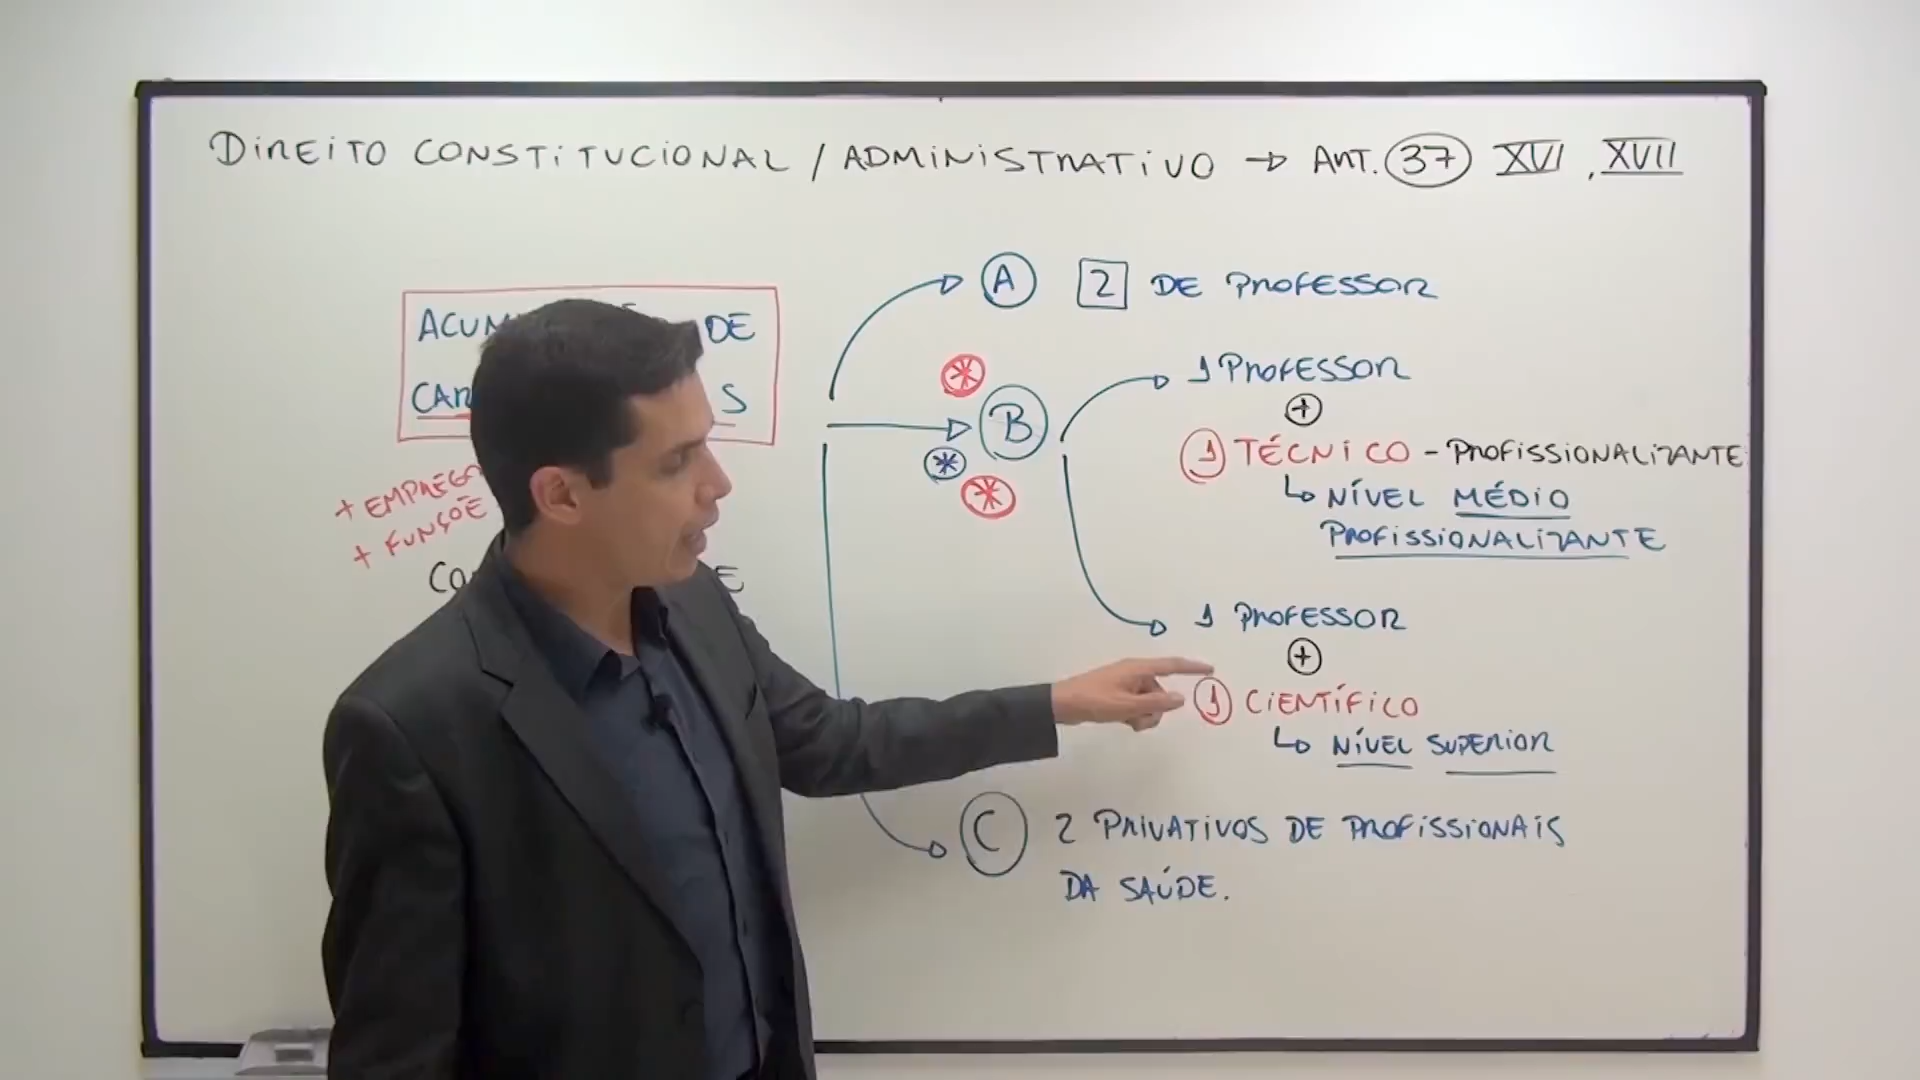 DIREITO CONSTITUCIONAL / ADMINISTRATIVO → ART. 37 XVI, XVII
DE
+ EMPREG
+ FUNÇÕE
A 2 DE PROFESSOR
B
1 PROFESSOR
+
1 TÉCNICO - PROFISSIONALIZANTE
↳ NÍVEL MÉDIO
PROFISSIONALIZANTE
1 PROFESSOR
+
1 CIENTÍFICO
↳ NÍVEL SUPERIOR
C 2 PRIVATIVOS DE PROFISSIONAIS
DA SAÚDE.